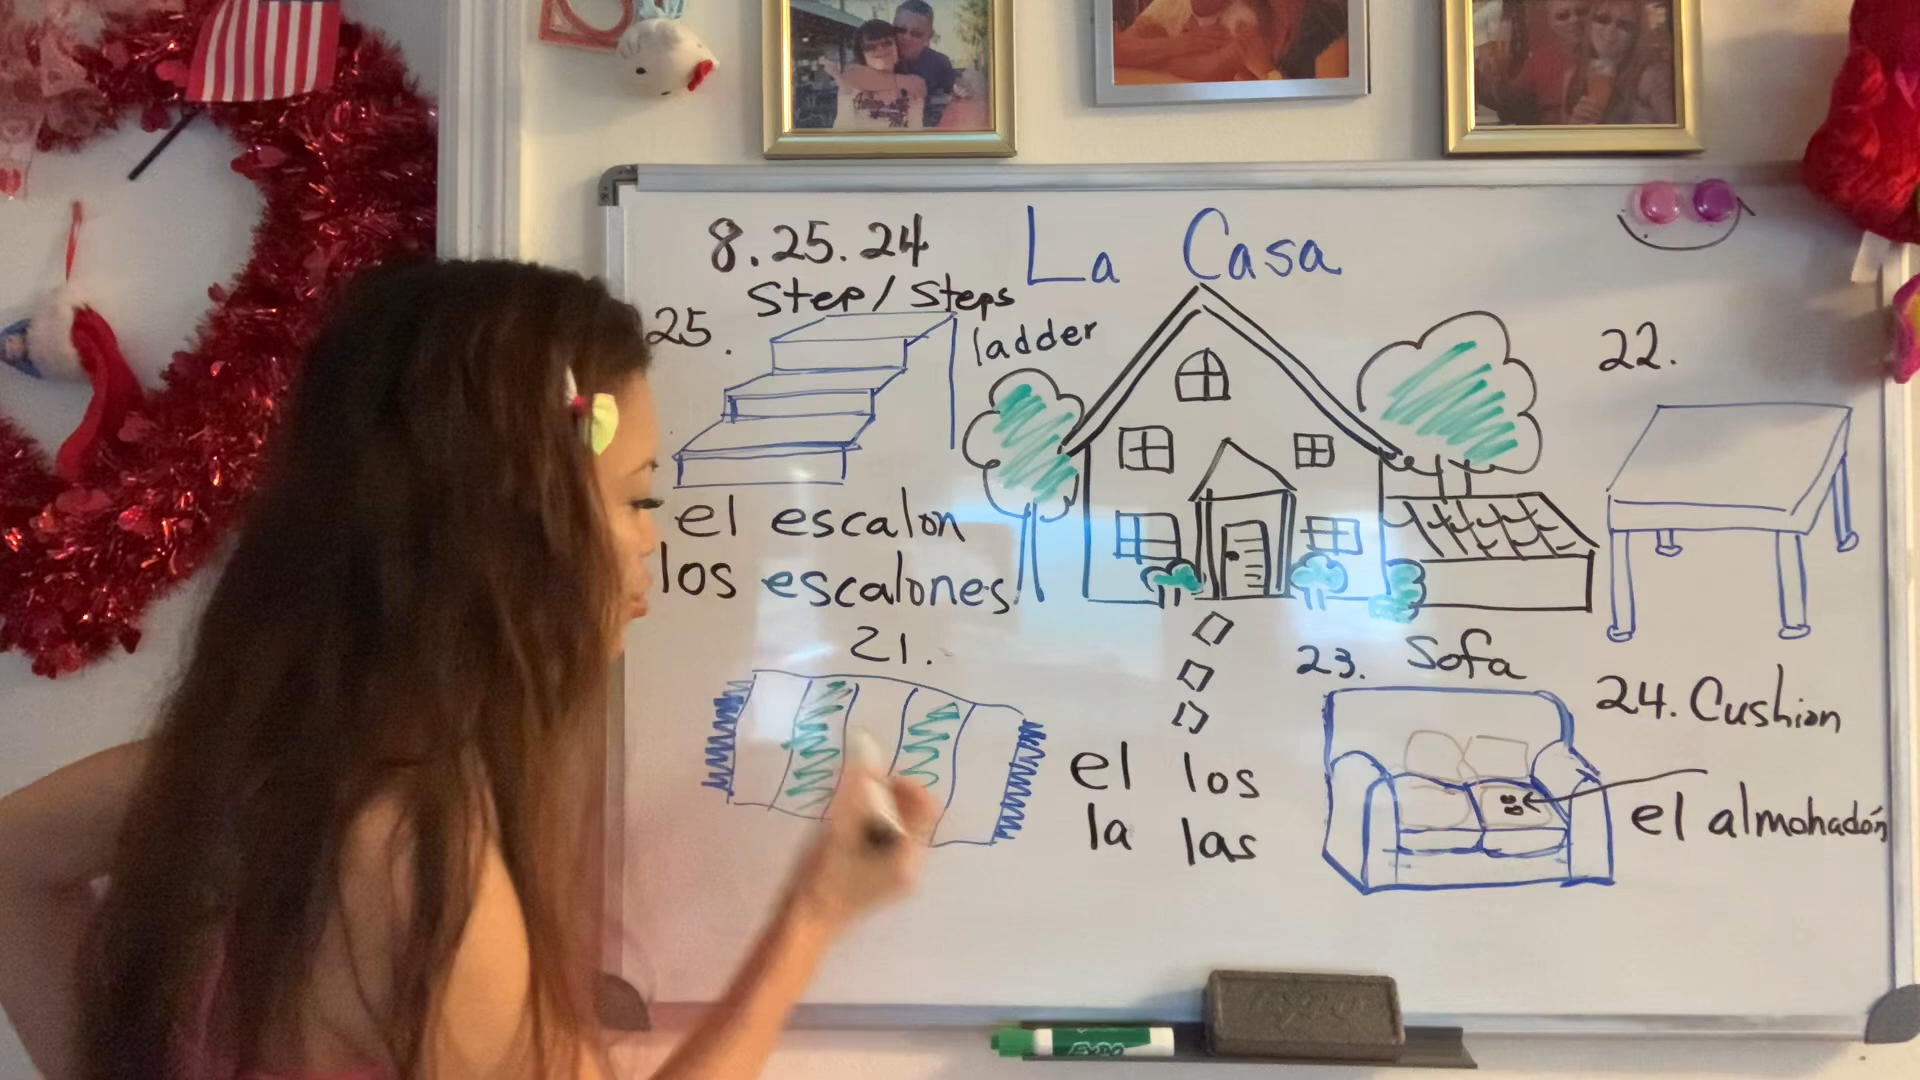 8.25.24
La Casa
Step/Steps
25.
ladder
22.
el escalon
los escalones
21.
23. Sofa
24. Cushion
el los
la las
el almohadón
EXPO